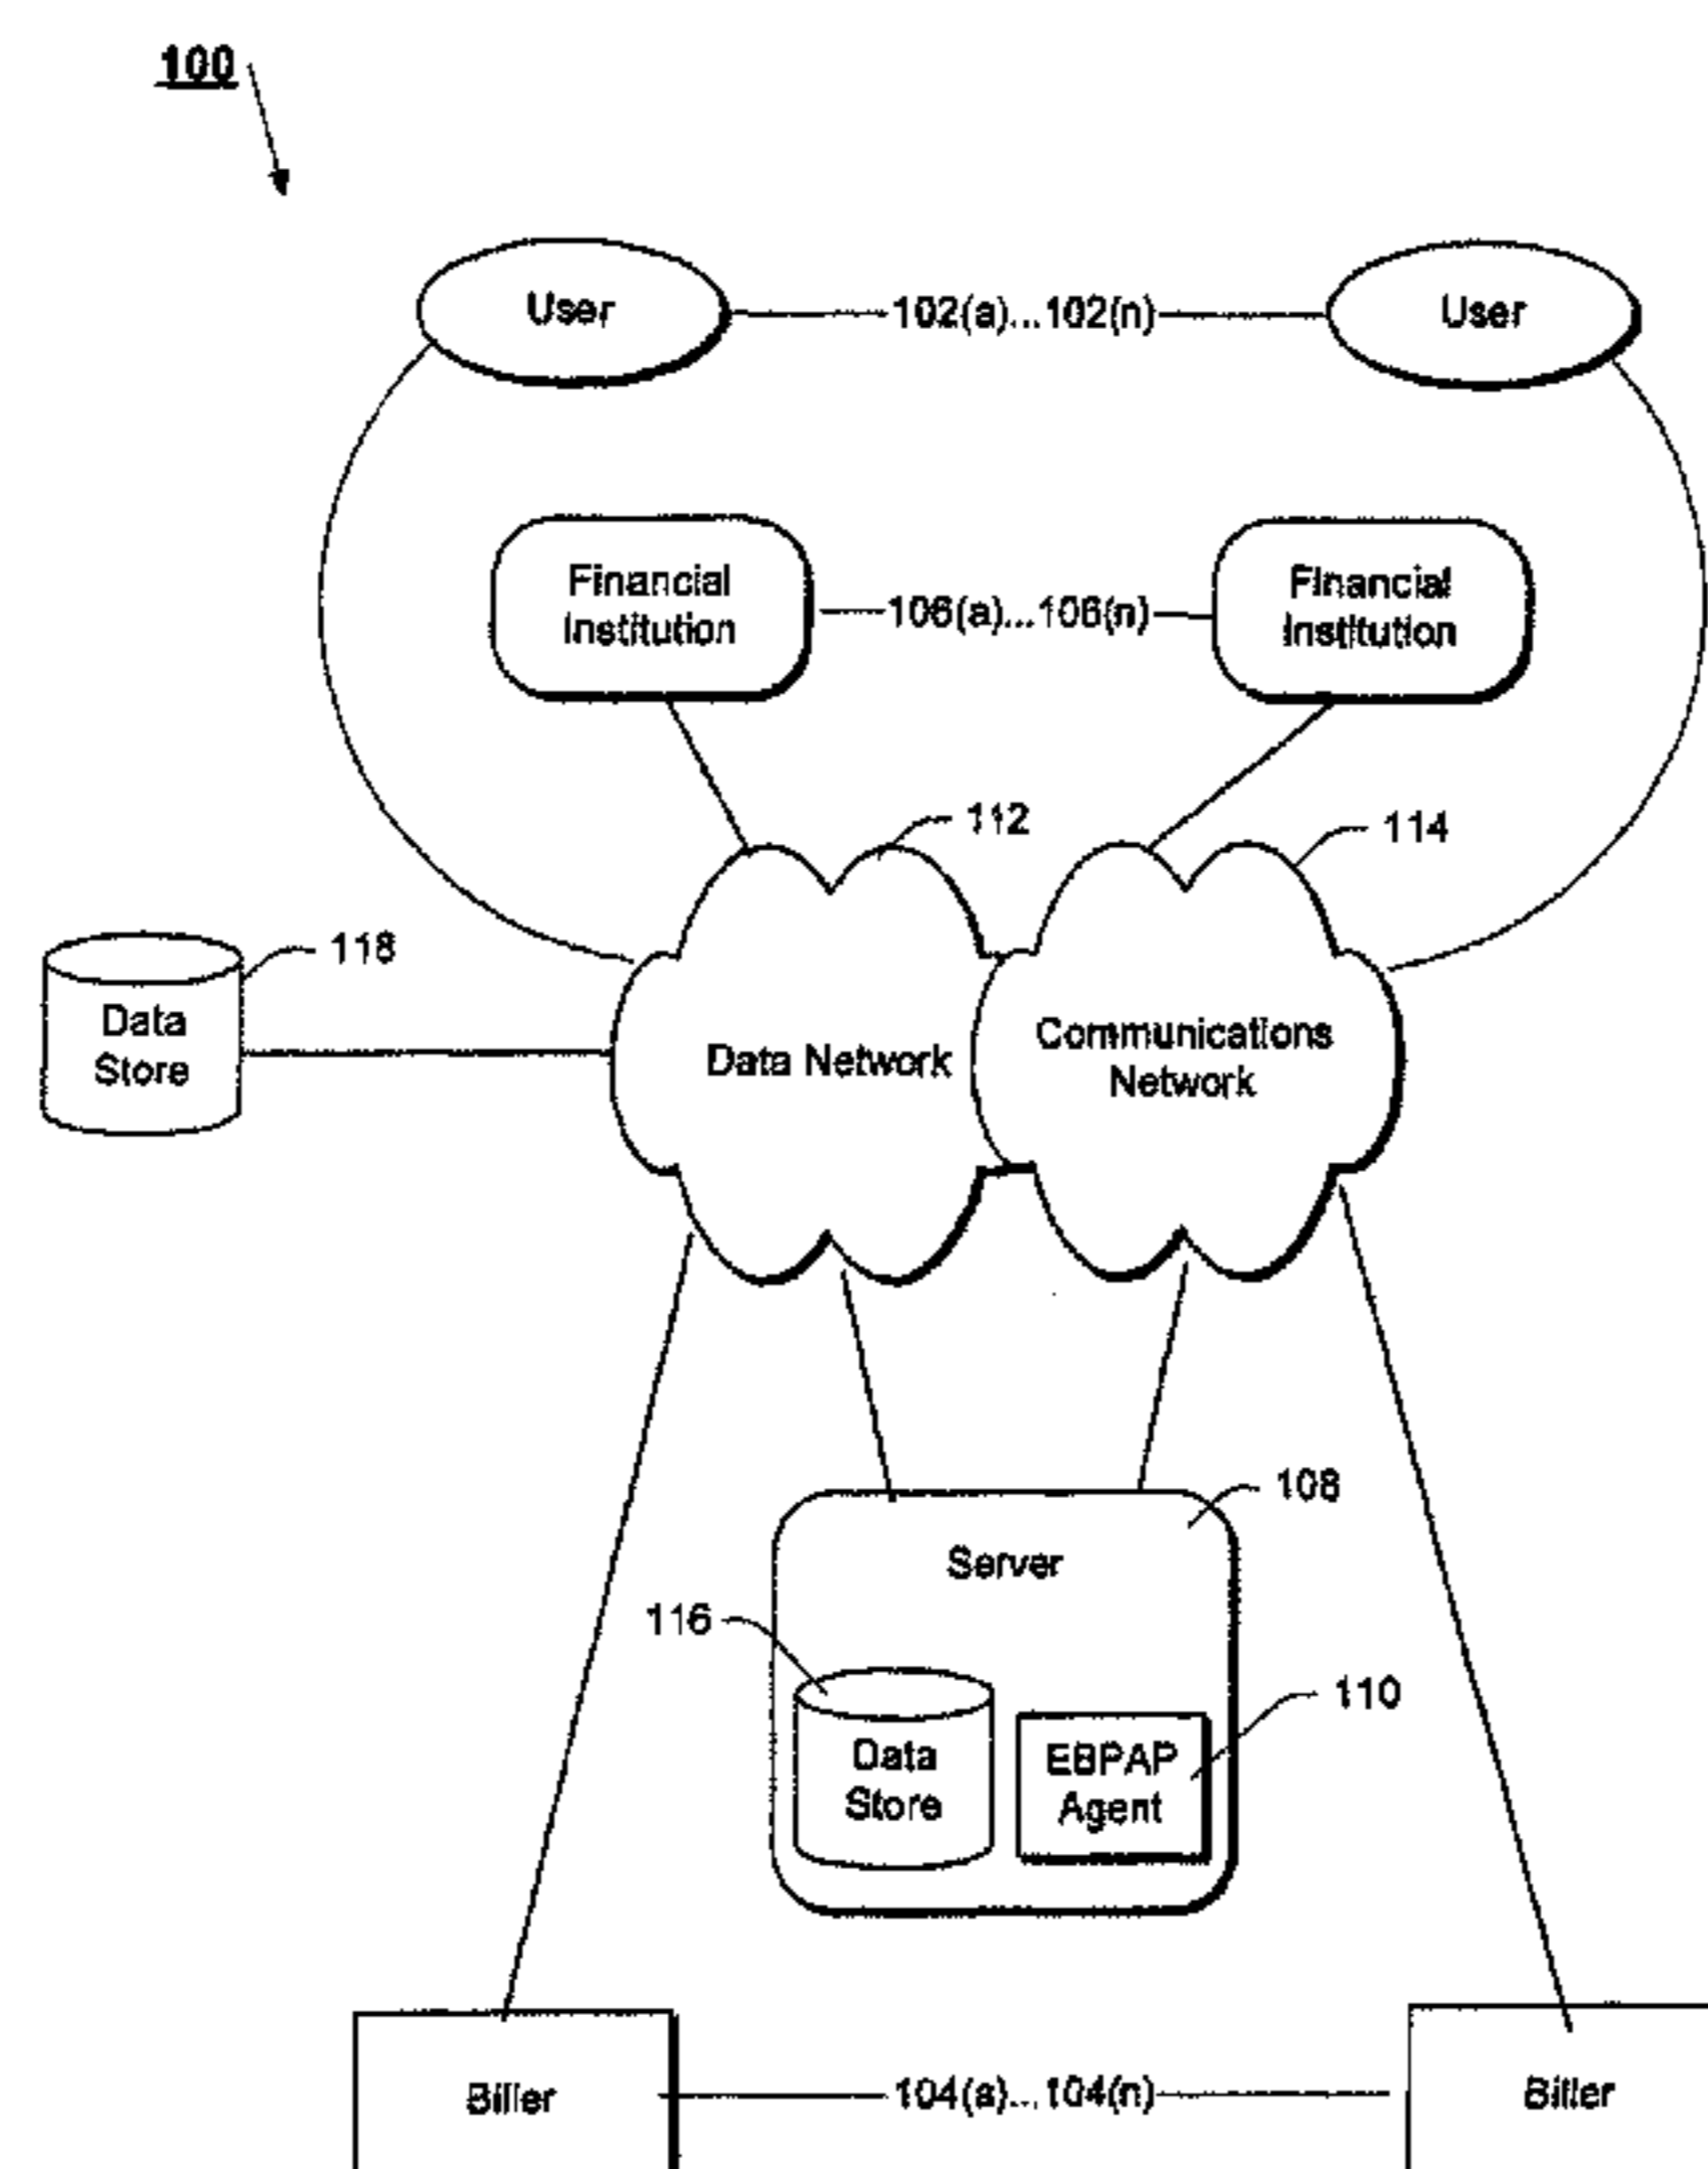 100
User
102(a)...102(n)
User
Financial
Institution
106(a)...106(n)
Financial
Institution
112
114
118
Data
Store
Data Network
Communications
Network
108
Server
116
110
Data
Store
EBPAP
Agent
Biller
104(a)...104(n)
Biller